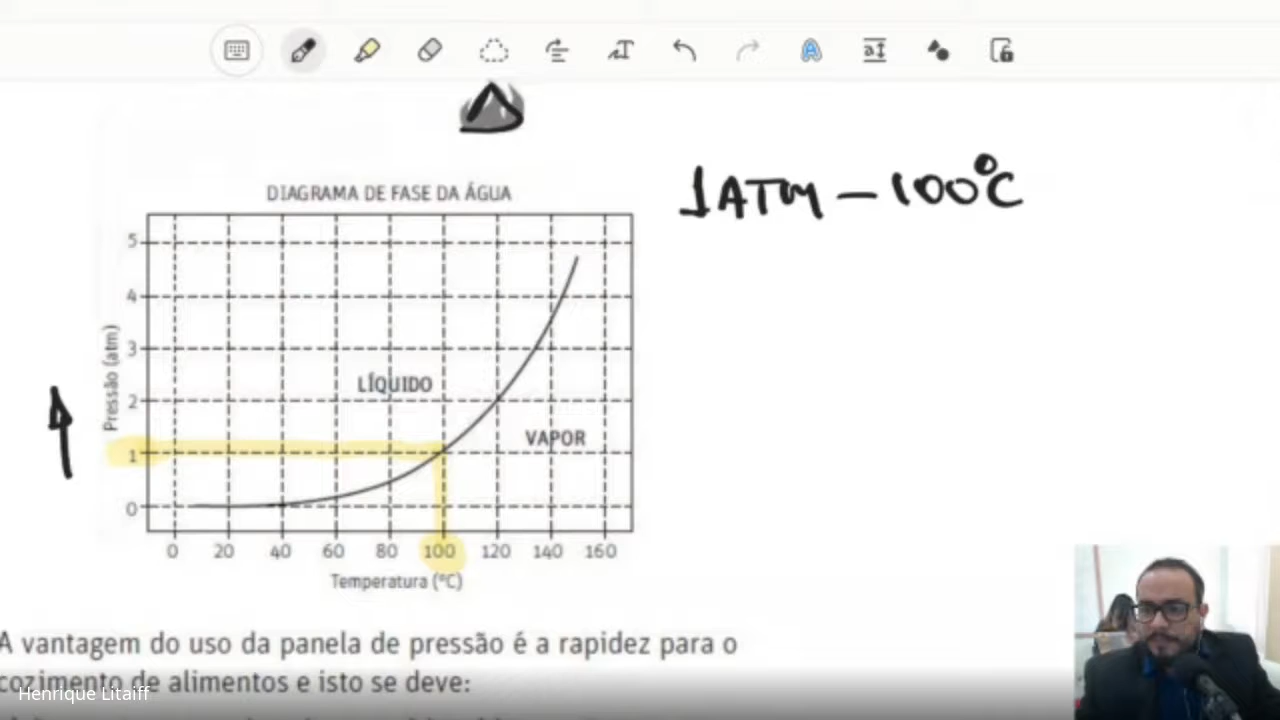 DIAGRAMA DE FASE DA ÁGUA
1 ATM – 100°C
5
4
3
2
1
0
Pressão (atm)
LÍQUIDO
VAPOR
0 20 40 60 80 100 120 140 160
Temperatura (°C)
A vantagem do uso da panela de pressão é a rapidez para o
cozimento de alimentos e isto se deve:
Henrique Litaiff